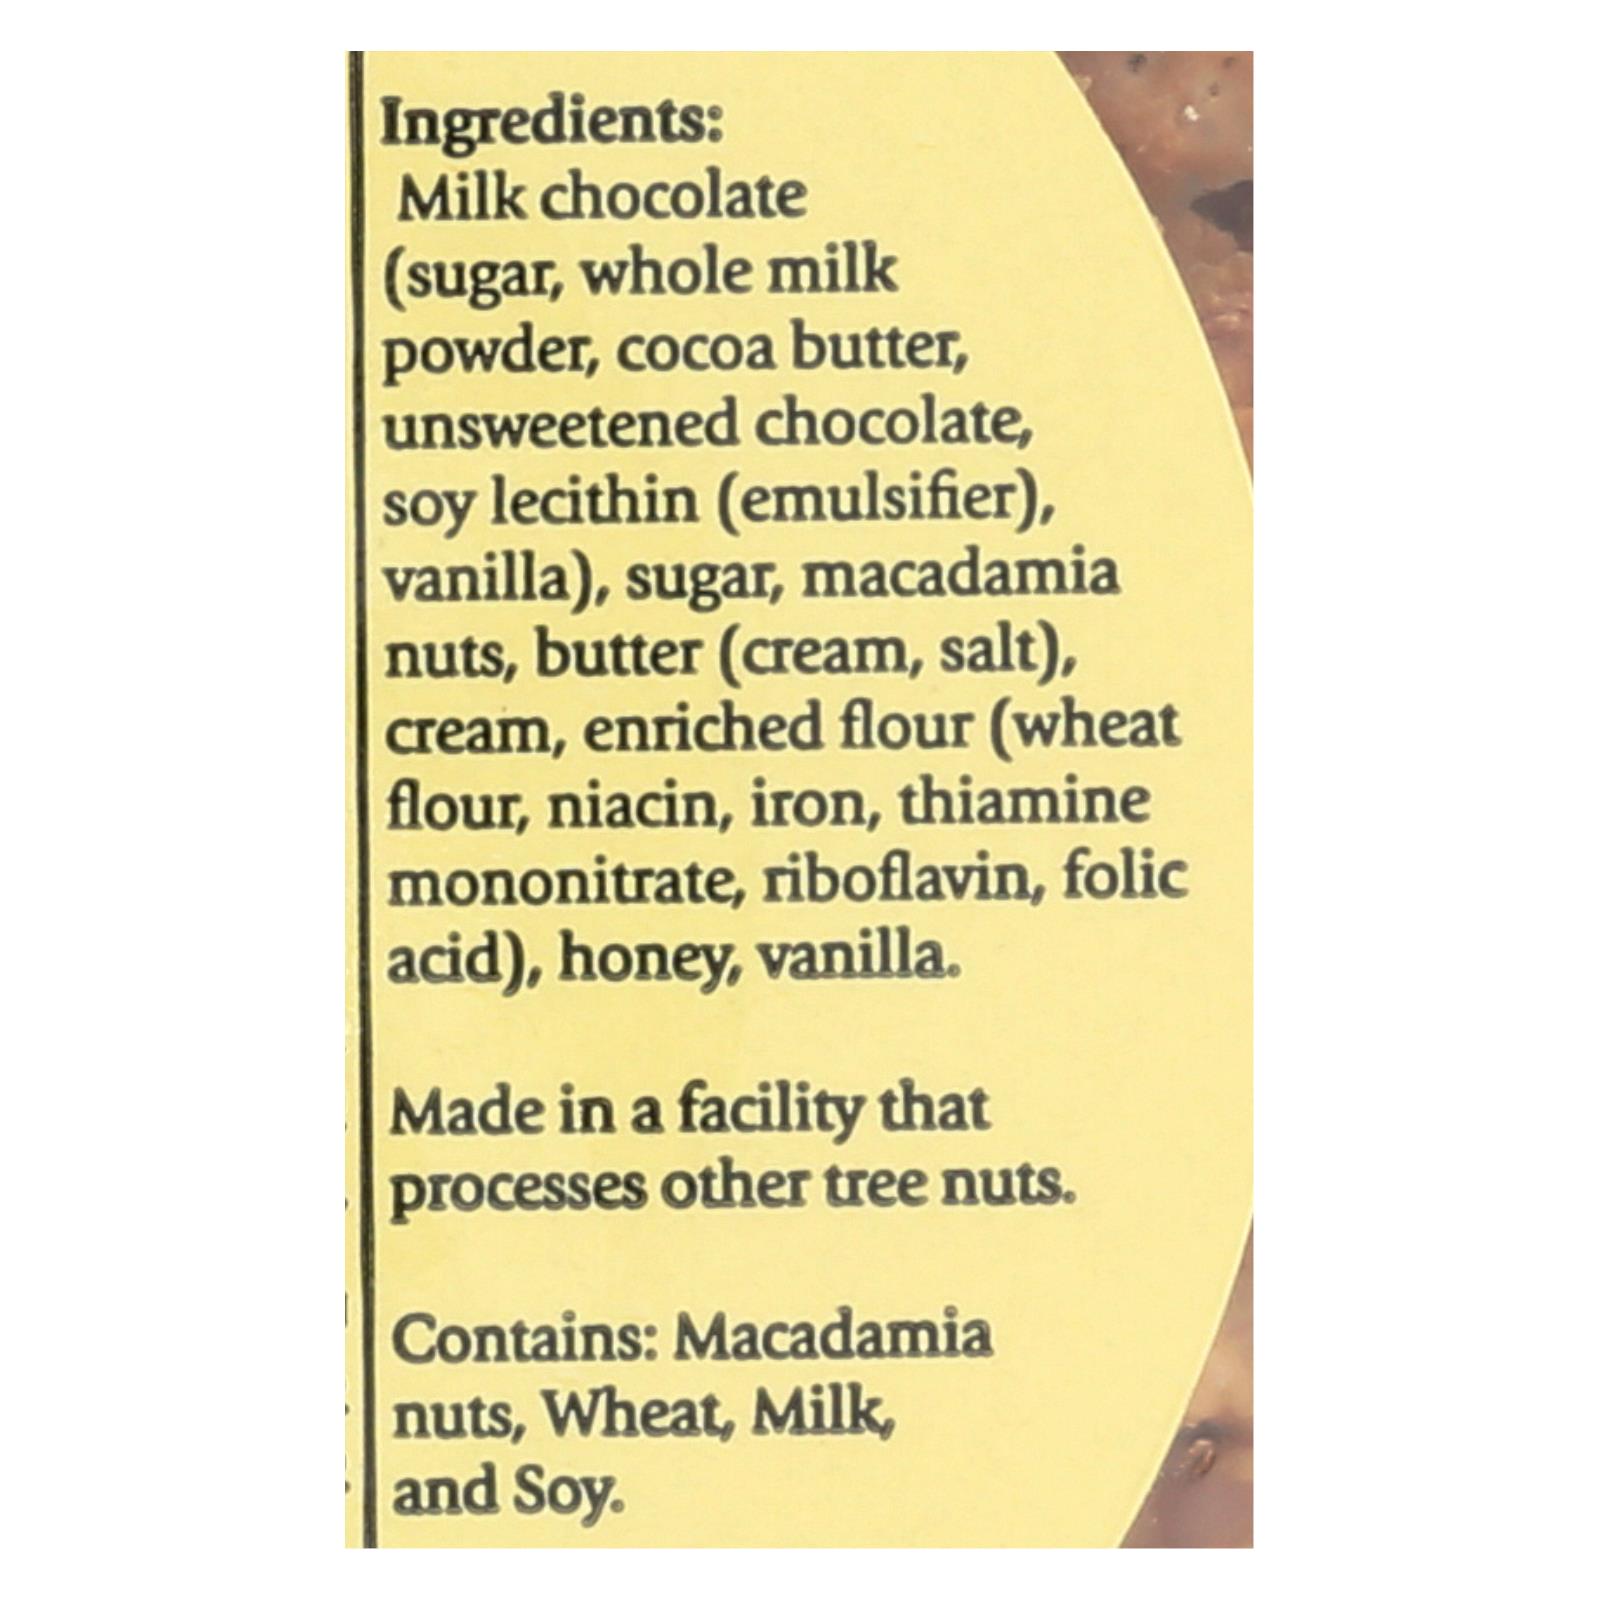 Ingredients:
Milk chocolate
(sugar, whole milk
powder, cocoa butter,
unsweetened chocolate,
soy lecithin (emulsifier),
vanilla), sugar, macadamia
nuts, butter (cream, salt),
cream, enriched flour (wheat
flour, niacin, iron, thiamine
mononitrate, riboflavin, folic
acid), honey, vanilla.
Made in a facility that
processes other tree nuts.
Contains: Macadamia
nuts, Wheat, Milk,
and Soy.